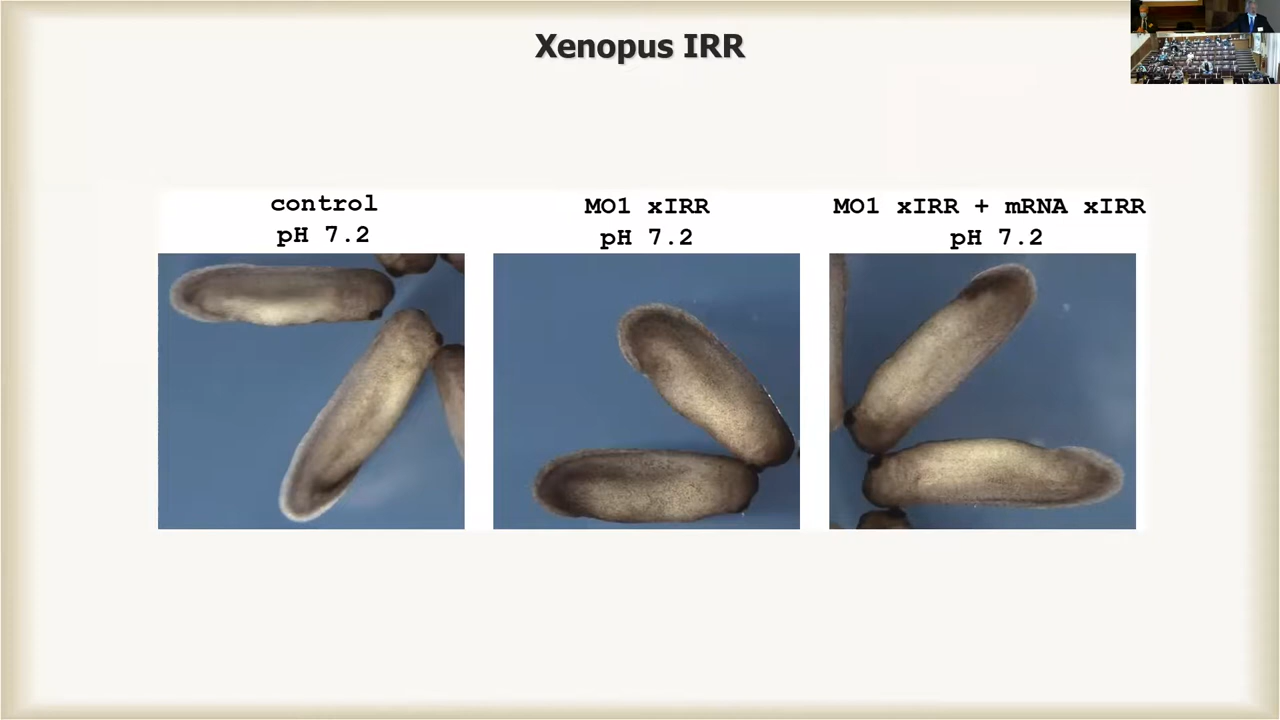 Xenopus IRR
control
pH 7.2
MO1 xIRR
pH 7.2
MO1 xIRR + mRNA xIRR
pH 7.2